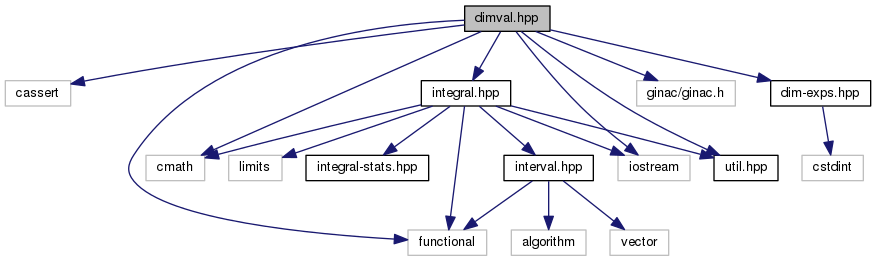 dimval.hpp
cassert
integral.hpp
ginac/ginac.h
dim-exps.hpp
cmath
limits
integral-stats.hpp
interval.hpp
iostream
util.hpp
cstdint
functional
algorithm
vector